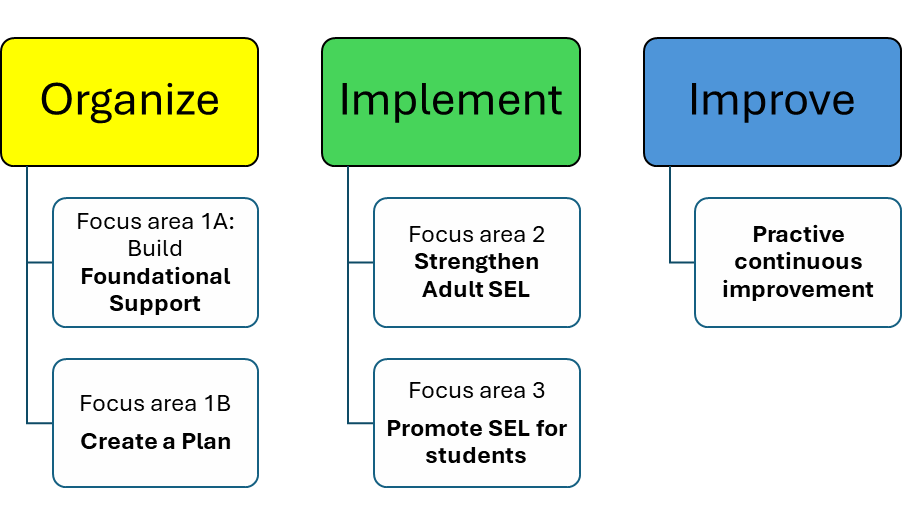 Organize
Focus area 1A:
Build
Foundational
Support
Focus area 1B
Create a Plan
Implement
Focus area 2
Strengthen
Adult SEL
Focus area 3
Promote SEL for
students
Improve
Practive
continuous
improvement